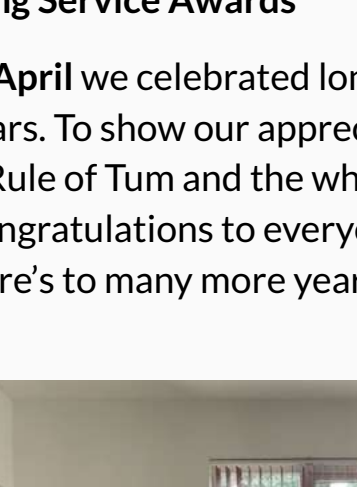 ng Service Awards
April we celebrated lon
ars. To show our apprec
Rule of Tum and the wh
ngratulations to everyo
re's to many more year